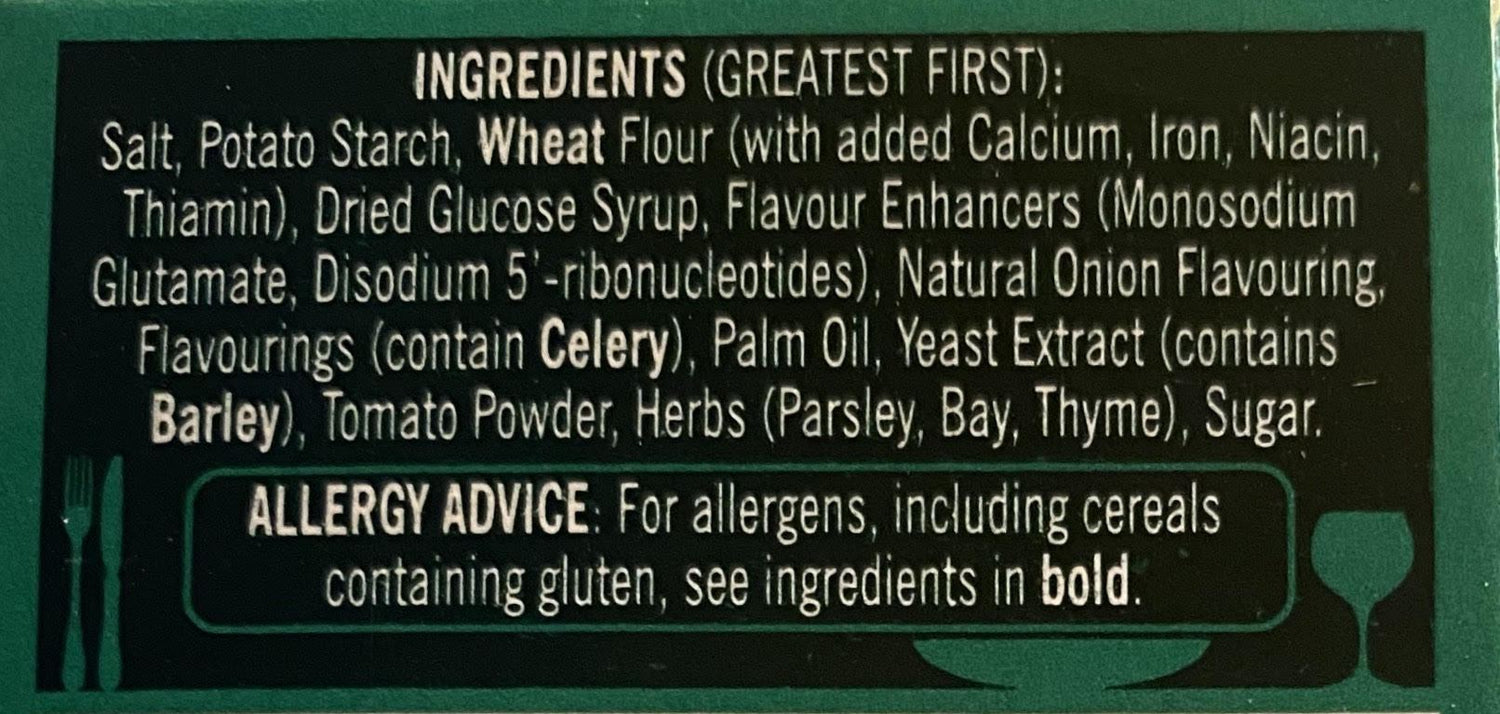 INGREDIENTS (GREATEST FIRST):
Salt, Potato Starch, Wheat Flour (with added Calcium, Iron, Niacin,
Thiamin), Dried Glucose Syrup, Flavour Enhancers (Monosodium
Glutamate, Disodium 5'-ribonucleotides), Natural Onion Flavouring,
Flavourings (contain Celery), Palm Oil, Yeast Extract (contains
Barley), Tomato Powder, Herbs (Parsley, Bay, Thyme), Sugar.
ALLERGY ADVICE: For allergens, including cereals
containing gluten, see ingredients in bold.